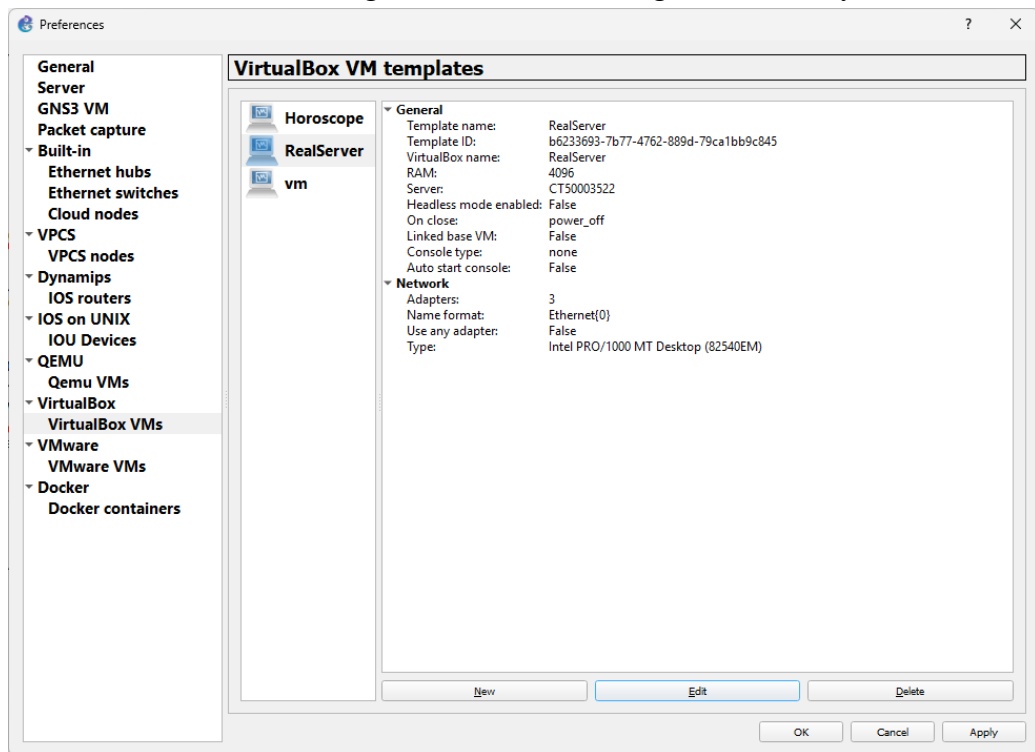 Preferences
?
General
Server
GNS3 VM
Packet capture
Built-in
Ethernet hubs
Ethernet switches
Cloud nodes
VPCS
VPCS nodes
Dynamips
IOS routers
IOS on UNIX
IOU Devices
QEMU
Qemu VMs
VirtualBox
VirtualBox VMs
VMware
VMware VMs
Docker
Docker containers
VirtualBox VM templates
Horoscope
RealServer
vm
General
Template name: RealServer
Template ID: b6233693-7b77-4762-889d-79ca1bb9c845
VirtualBox name: RealServer
RAM: 4096
Server: CT50003522
Headless mode enabled: False
On close: power_off
Linked base VM: False
Console type: none
Auto start console: False
Network
Adapters: 3
Name format: Ethernet{0}
Use any adapter: False
Type: Intel PRO/1000 MT Desktop (82540EM)
New Edit Delete
OK Cancel Apply